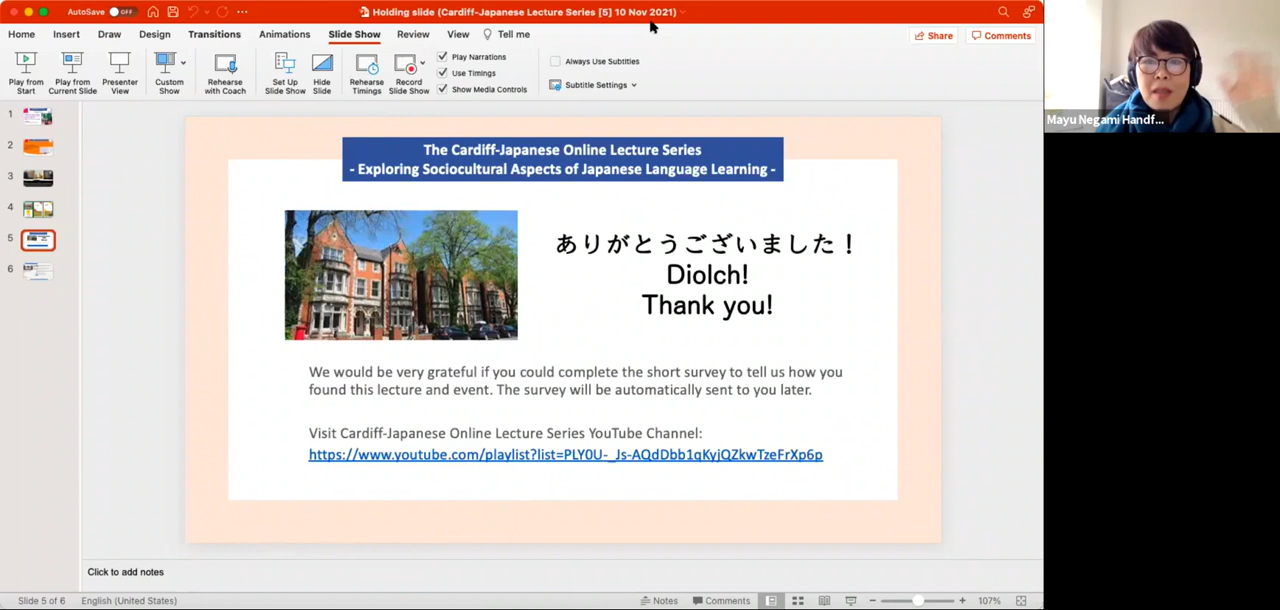 AutoSave OFF
Holding slide (Cardiff-Japanese Lecture Series [5] 10 Nov 2021)
Home Insert Draw Design Transitions Animations Slide Show Review View Tell me
Share Comments
Play from Start
Play from Current Slide
Presenter View
Custom Show
Rehearse with Coach
Set Up Slide Show
Hide Slide
Rehearse Timings
Record Slide Show
Play Narrations
Use Timings
Show Media Controls
Always Use Subtitles
Subtitle Settings
Mayu Negami Handf...
1
2
3
4
5
6
The Cardiff-Japanese Online Lecture Series
- Exploring Sociocultural Aspects of Japanese Language Learning -
ありがとうございました！
Diolch!
Thank you!
We would be very grateful if you could complete the short survey to tell us how you
found this lecture and event. The survey will be automatically sent to you later.
Visit Cardiff-Japanese Online Lecture Series YouTube Channel:
https://www.youtube.com/playlist?list=PLY0U-_Js-AQdDbb1qKyjQZkwTzeFrXp6p
Click to add notes
Slide 5 of 6 English (United States) Notes Comments 107%